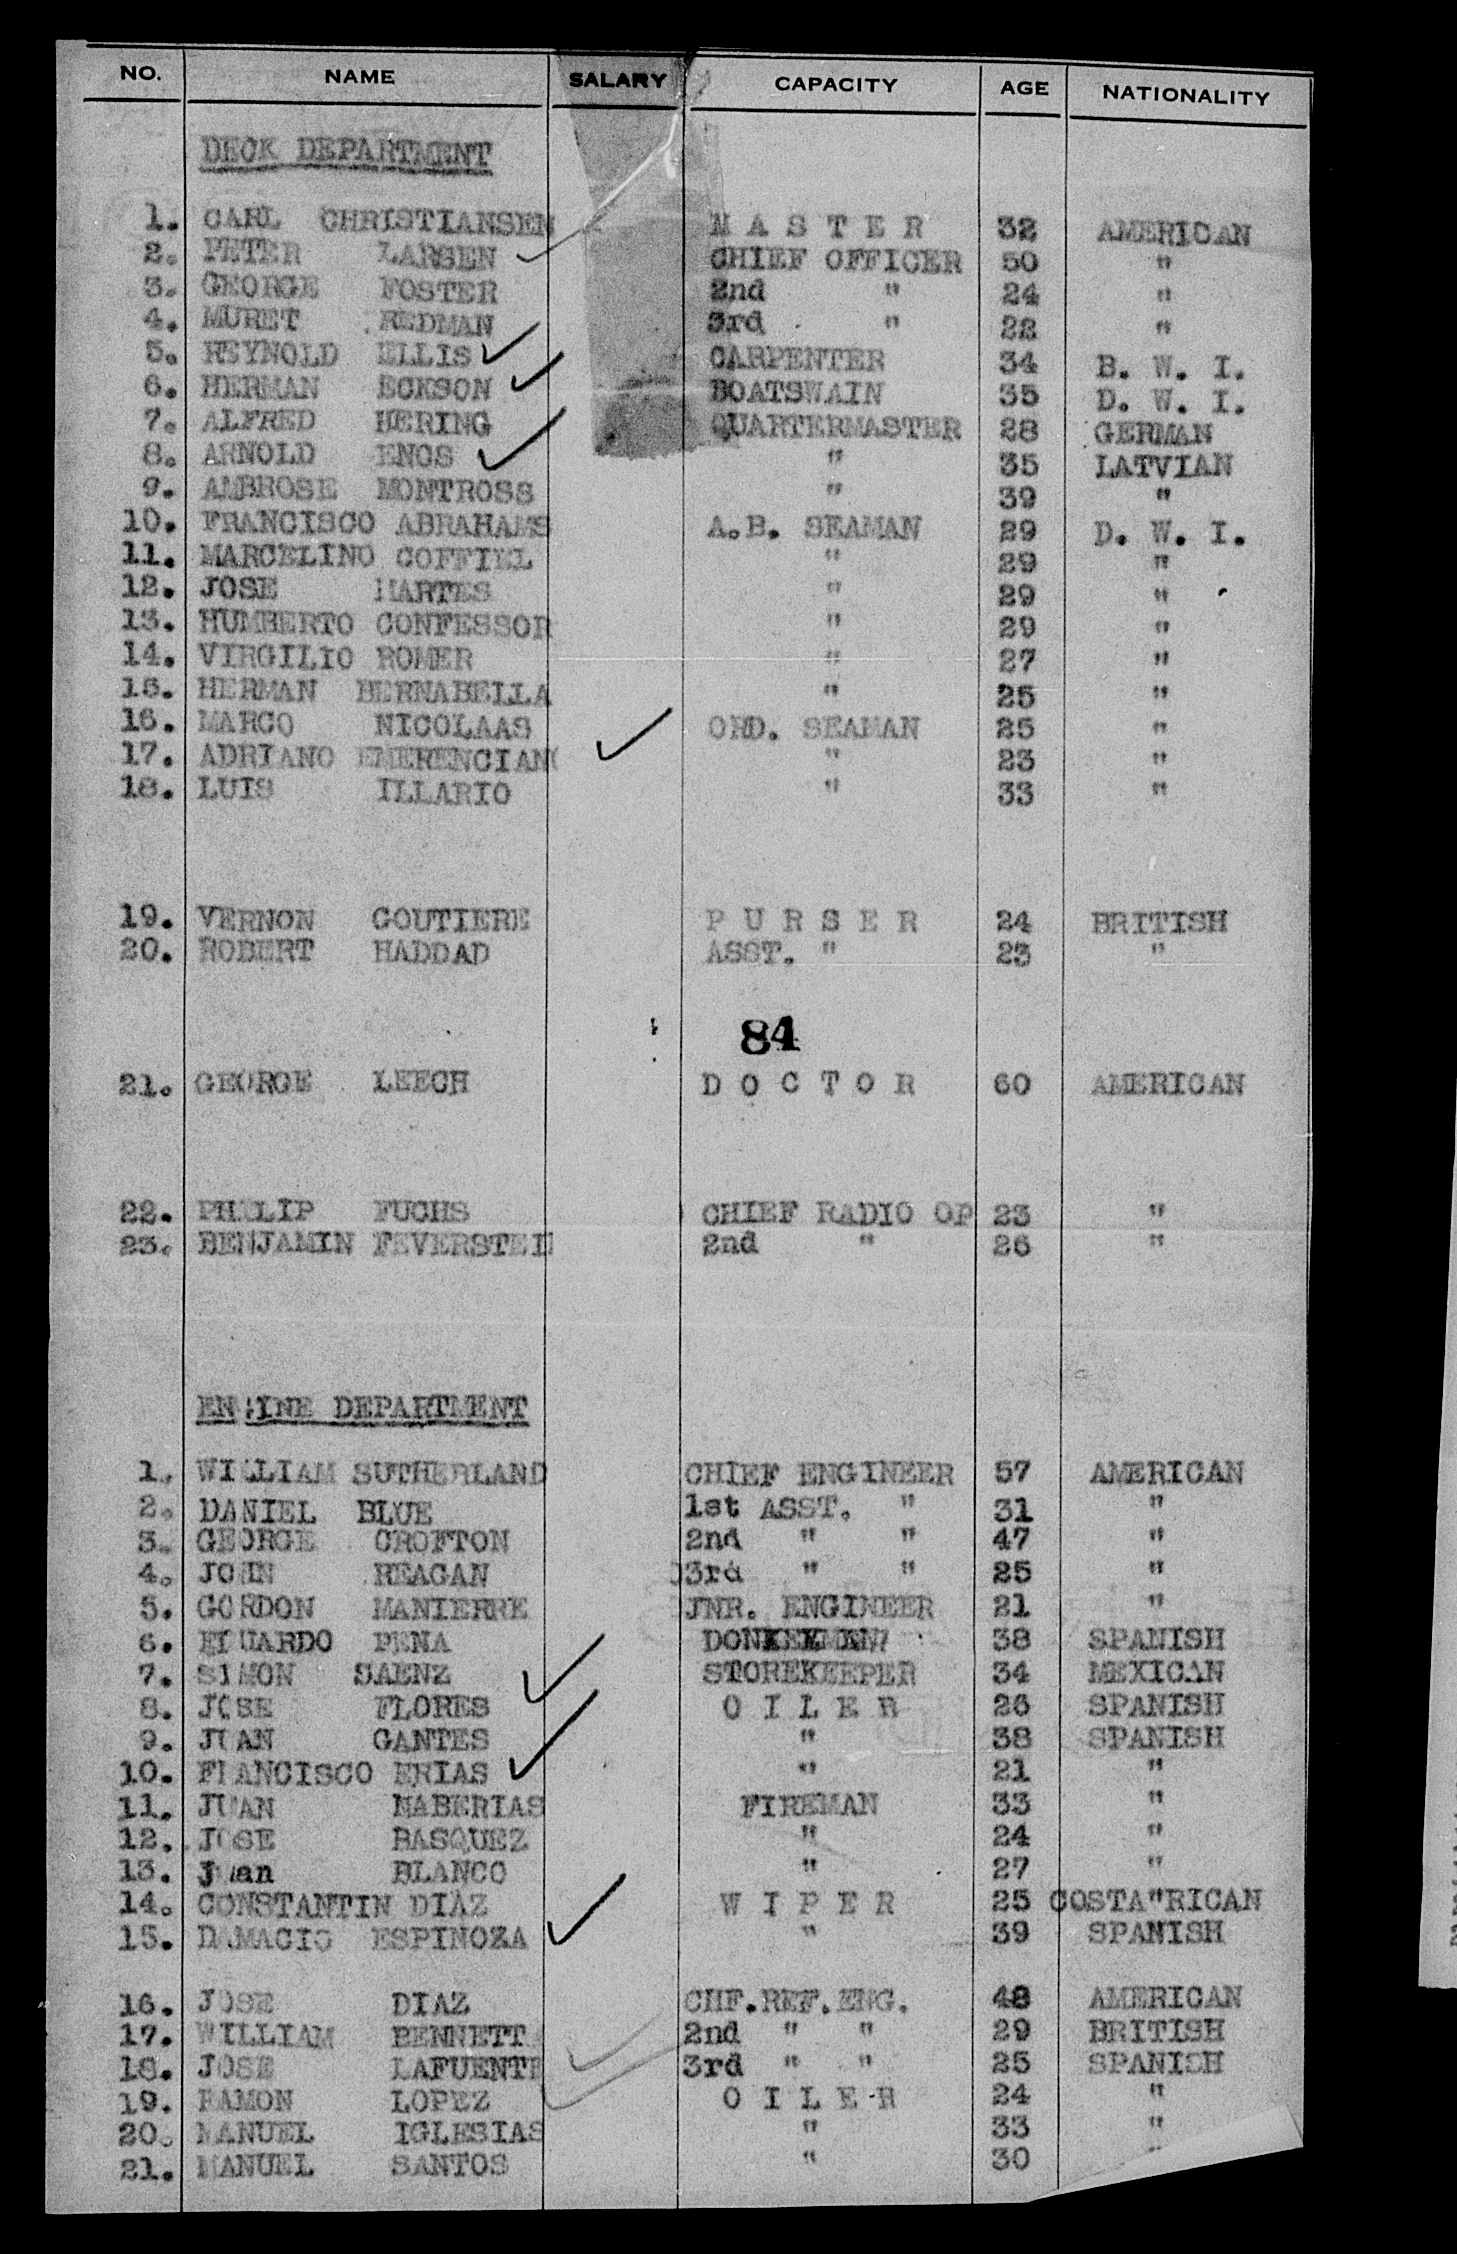 NO. NAME SALARY CAPACITY AGE NATIONALITY
DECK DEPARTMENT
1. CARL CHRISTIANSEN M A S T E R 32 AMERICAN
2. PETER LARSEN CHIEF OFFICER 50 "
3. GEORGE FOSTER 2nd " 24 "
4. MURET REDMAN 3rd " 22 "
5. REYNOLD ELLIS CARPENTER 34 B. W. I.
6. HERMAN ECKSON BOATSWAIN 35 D. W. I.
7. ALFRED HERING QUARTERMASTER 28 GERMAN
8. ARNOLD ENGS " 35 LATVIAN
9. AMBROSE MONTROSS " 39 "
10. FRANCISCO ABRAHAMS A.B. SEAMAN 29 D. W. I.
11. MARCELINO COFFIEL " 29 "
12. JOSE MARTES " 29 "
13. HUMBERTO CONFESSOR " 29 "
14. VIRGILIO ROMER " 27 "
15. HERMAN BERNABELLA " 25 "
16. MARCO NICOLAAS ORD. SEAMAN 25 "
17. ADRIANO EMERENCIAN " 23 "
18. LUIS ILLARIO " 33 "
19. VERNON GOUTIERE P U R S E R 24 BRITISH
20. ROBERT HADDAD ASST. " 23 "
84
21. GEORGE LEECH D O C T O R 60 AMERICAN
22. PHILIP FUCHS CHIEF RADIO OP 23 "
23. BENJAMIN FEVERSTEI 2nd " 26 "
ENGINE DEPARTMENT
1. WILLIAM SUTHERLAND CHIEF ENGINEER 57 AMERICAN
2. DANIEL BLUE 1st ASST. " 31 "
3. GEORGE CROFTON 2nd " " 47 "
4. JOHN REAGAN 3rd " " 25 "
5. GORDON MANIERRE JNR. ENGINEER 21 "
6. EDUARDO PENA DONKEYMAN 38 SPANISH
7. SIMON SAENZ STOREKEEPER 34 MEXICAN
8. JOSE FLORES O I L E R 26 SPANISH
9. JUAN GANTES " 38 SPANISH
10. FRANCISCO ERIAS " 21 "
11. JUAN NABERIAS FIREMAN 33 "
12. JOSE BASQUEZ " 24 "
13. Juan BLANCO " 27 "
14. CONSTANTIN DIAZ W I P E R 25 COSTA"RICAN
15. DAMACIO ESPINOZA " 39 SPANISH
16. JOSE DIAZ CHF.REF.ENG. 48 AMERICAN
17. WILLIAM BENNETT 2nd " " 29 BRITISH
18. JOSE LAFUENTE 3rd " " 25 SPANISH
19. RAMON LOPEZ O I L E R 24 "
20. MANUEL IGLESIAS " 33 "
21. MANUEL SANTOS " 30 "